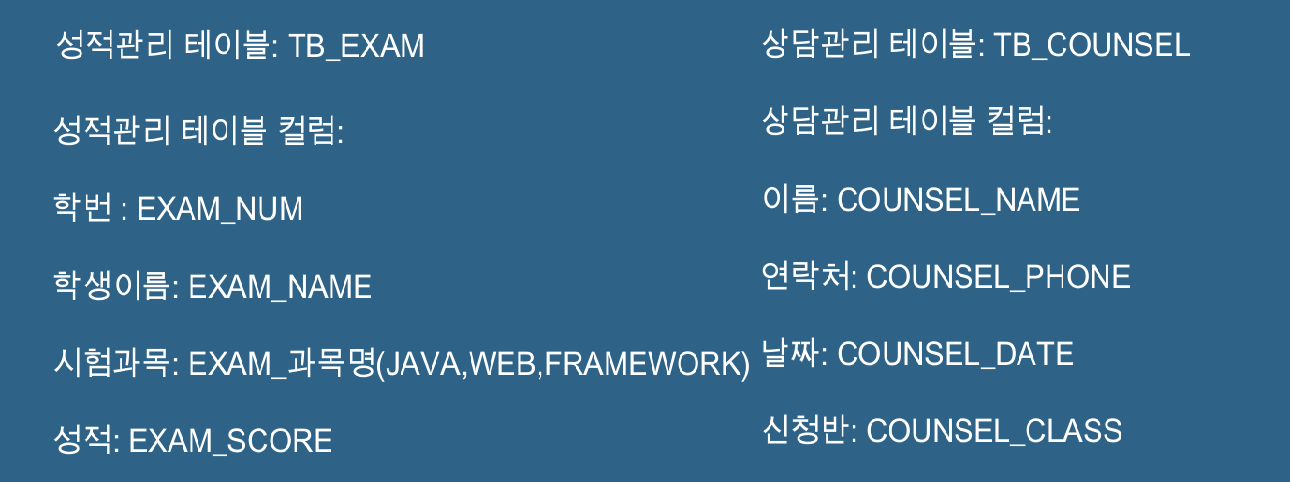 성적관리 테이블: TB_EXAM
성적관리 테이블 컬럼:
학번 : EXAM_NUM
학생이름: EXAM_NAME
시험과목: EXAM_과목명(JAVA,WEB,FRAMEWORK)
성적: EXAM_SCORE
상담관리 테이블: TB_COUNSEL
상담관리 테이블 컬럼:
이름: COUNSEL_NAME
연락처: COUNSEL_PHONE
날짜: COUNSEL_DATE
신청반: COUNSEL_CLASS